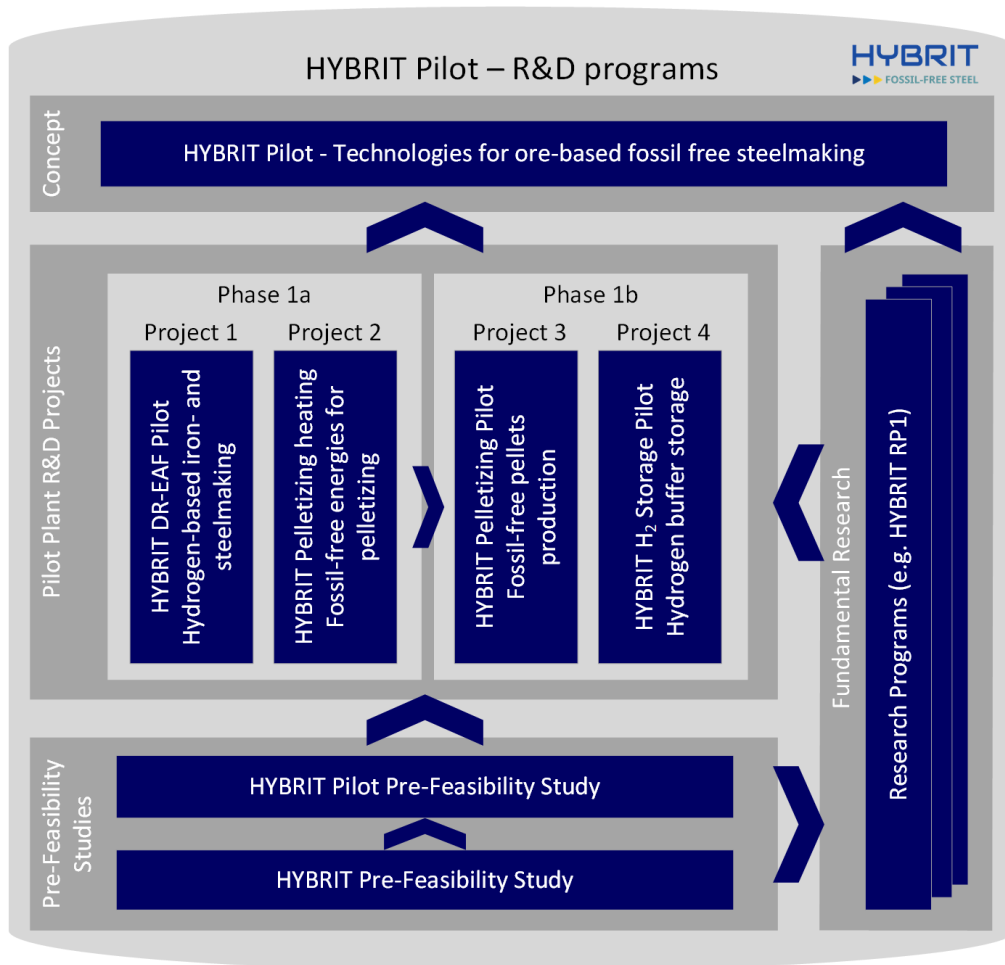 HYBRIT
FOSSIL-FREE STEEL
HYBRIT Pilot – R&D programs
Concept
HYBRIT Pilot - Technologies for ore-based fossil free steelmaking
Pilot Plant R&D Projects
Phase 1a
Project 1
HYBRIT DR-EAF Pilot
Hydrogen-based iron- and
steelmaking
Project 2
HYBRIT Pelletizing heating
Fossil-free energies for
pelletizing
Phase 1b
Project 3
HYBRIT Pelletizing Pilot
Fossil-free pellets
production
Project 4
HYBRIT H₂ Storage Pilot
Hydrogen buffer storage
Fundamental Research
Research Programs (e.g. HYBRIT RP1)
Pre-Feasibility
Studies
HYBRIT Pilot Pre-Feasibility Study
HYBRIT Pre-Feasibility Study